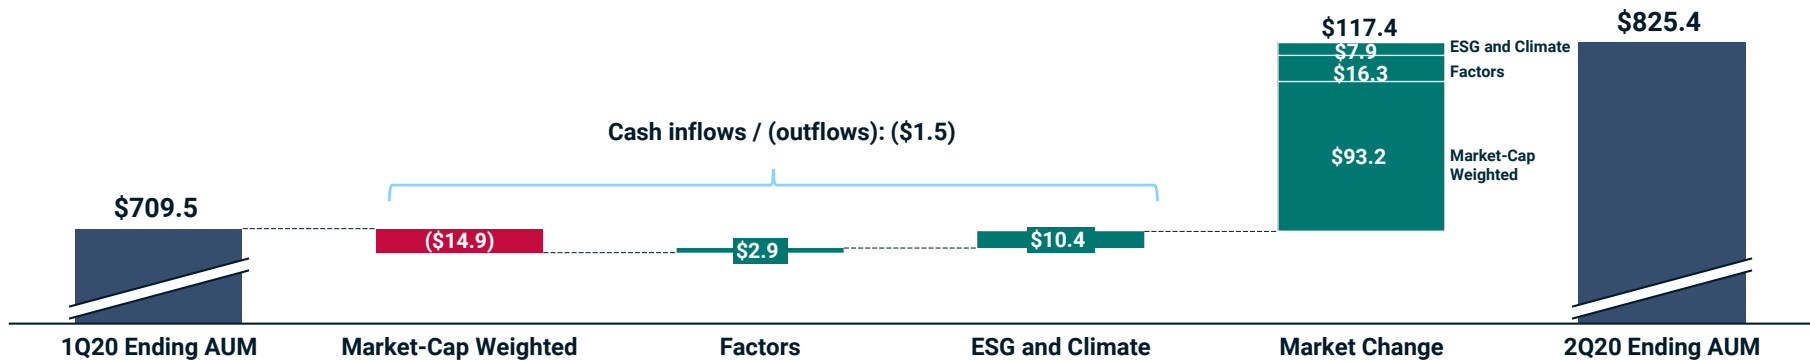 $117.4
$825.4
$7.9
ESG and Climate
$16.3
Factors
Cash inflows / (outflows): ($1.5)
$93.2
Market-Cap
Weighted
$709.5
($14.9)
$2.9
$10.4
1Q20 Ending AUM
Market-Cap Weighted
Factors
ESG and Climate
Market Change
2Q20 Ending AUM